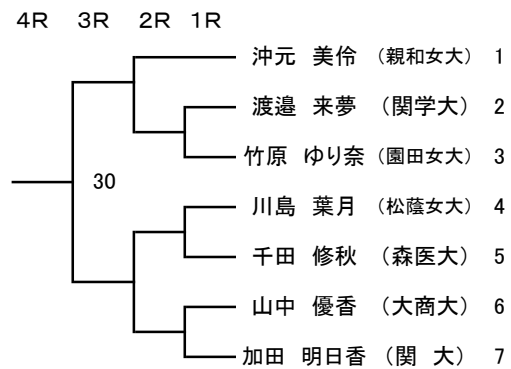 4R 3R 2R 1R
沖元 美伶 （親和女大） 1
渡邉 来夢 （関学大） 2
竹原 ゆり奈 （園田女大） 3
30
川島 葉月 （松蔭女大） 4
千田 修秋 （森医大） 5
山中 優香 （大商大） 6
加田 明日香 （関 大） 7